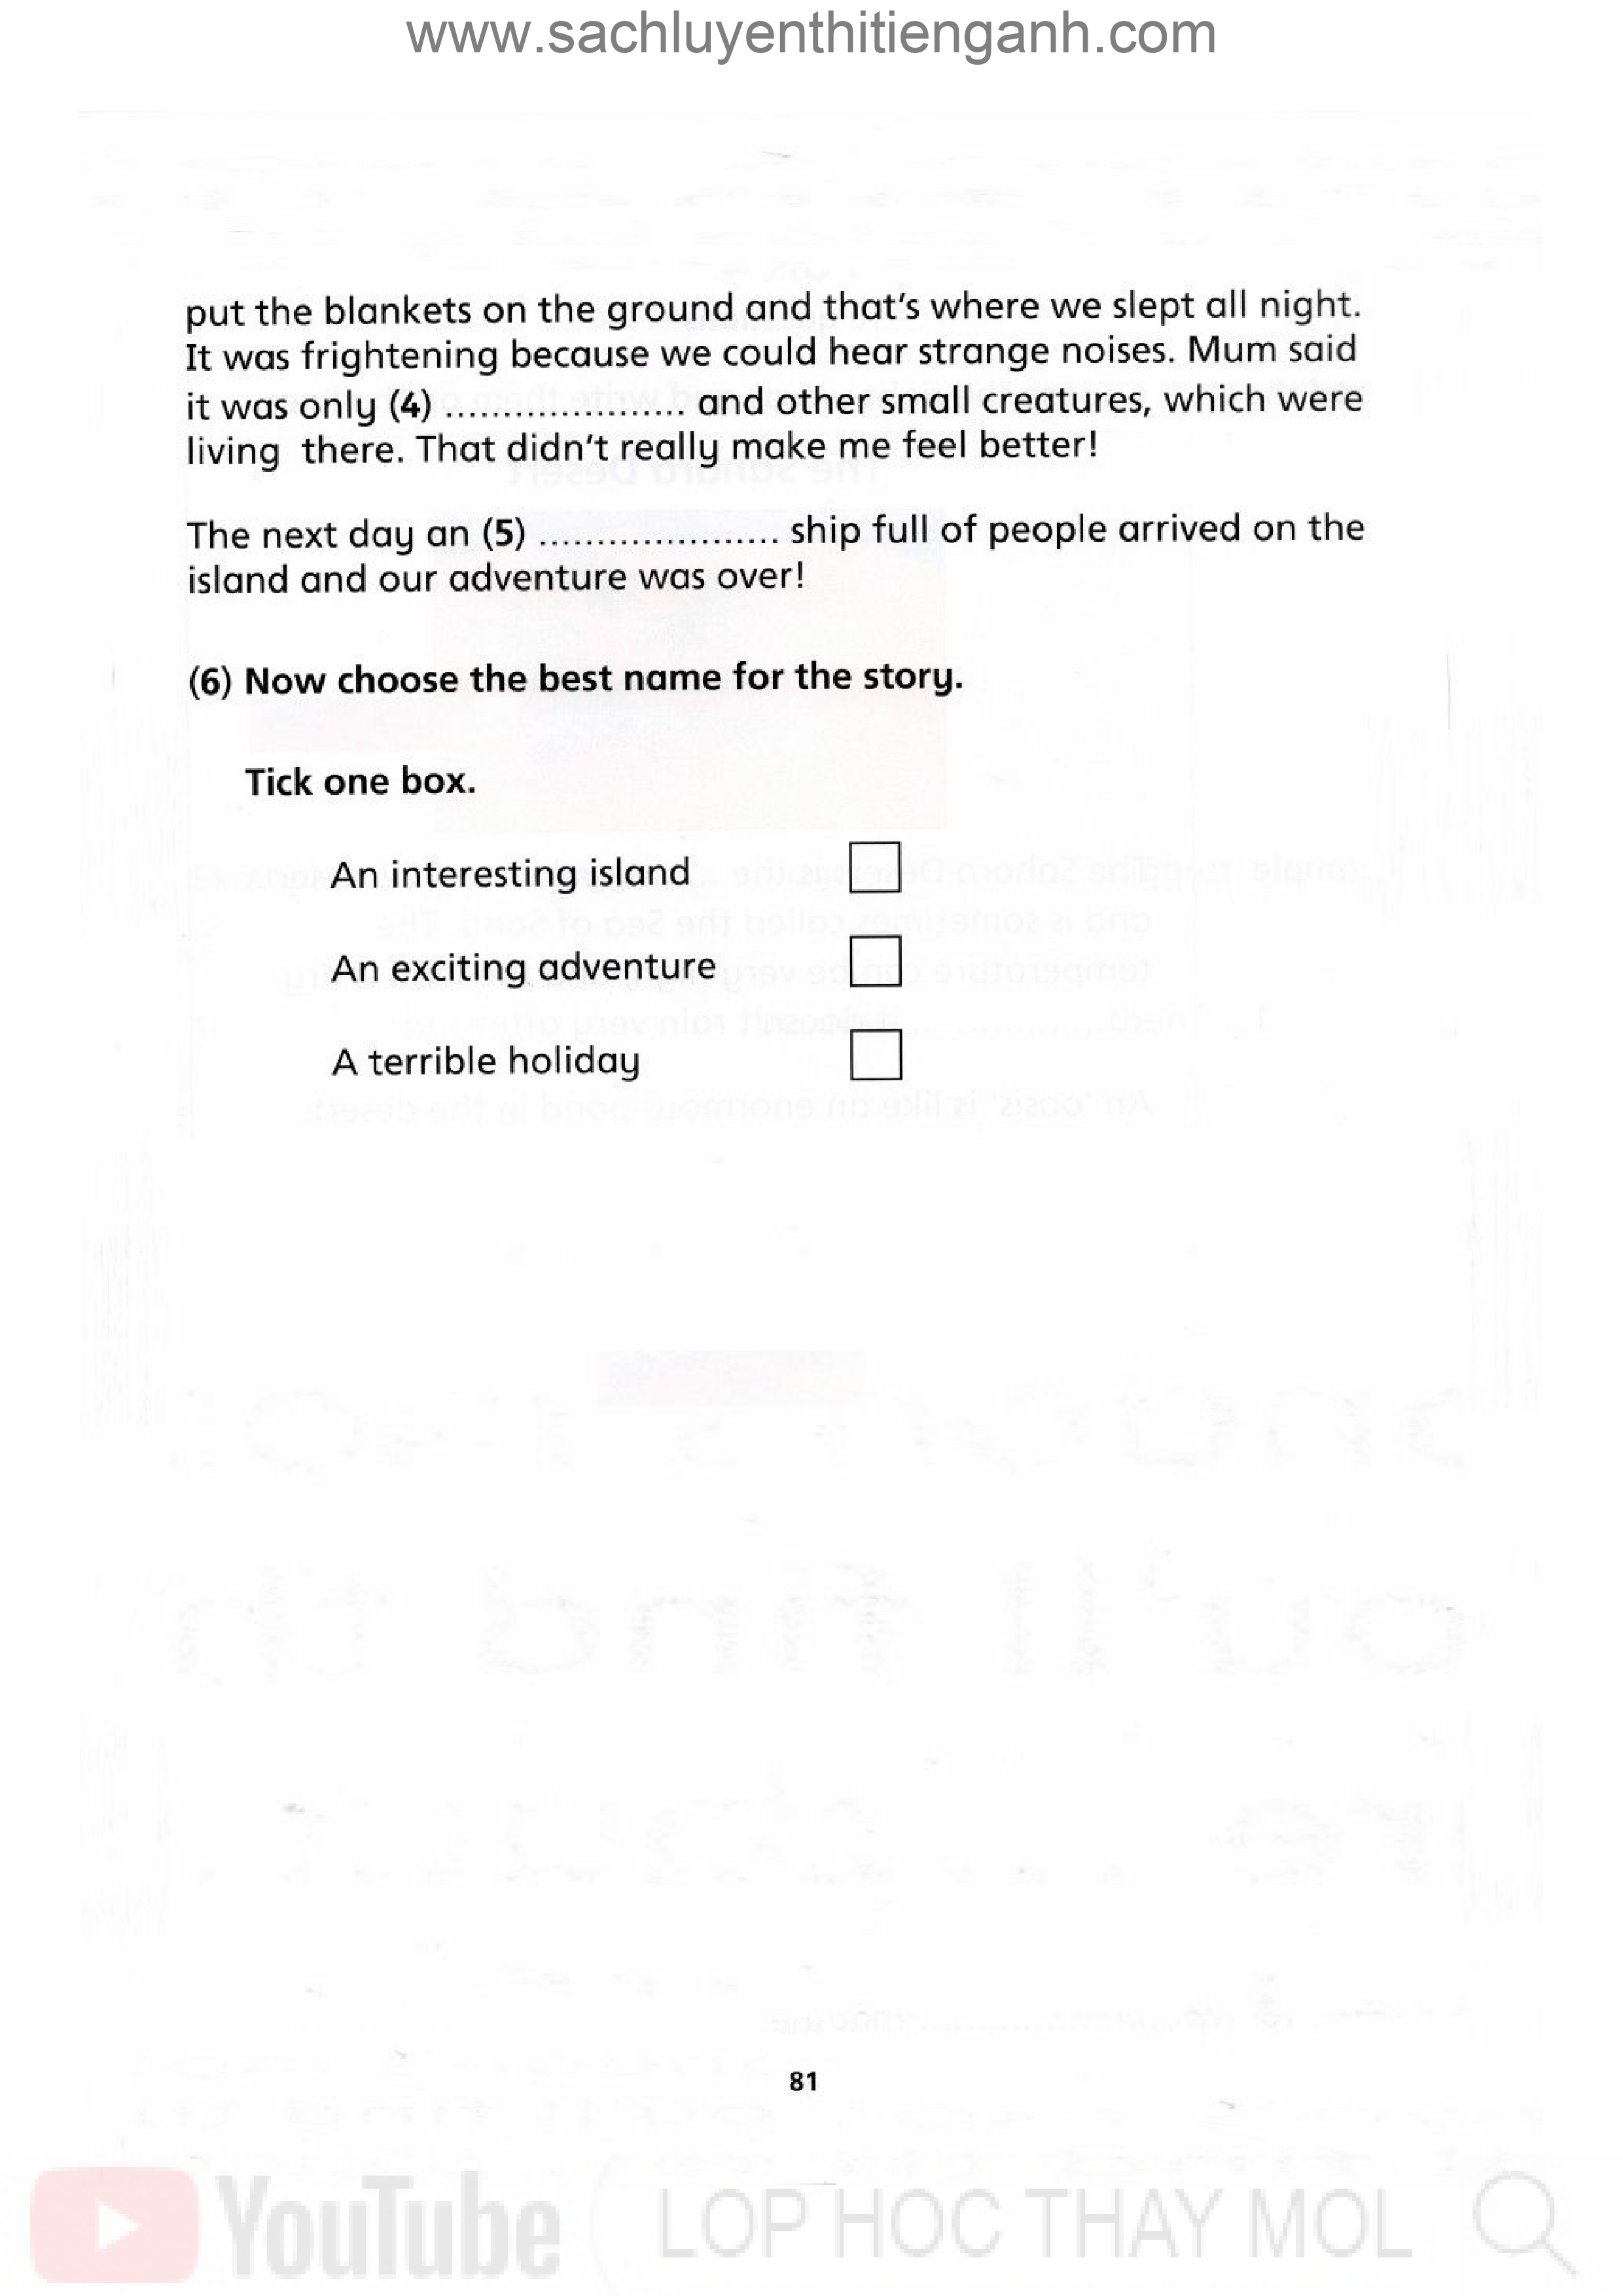 www.sachluyenthitienganh.com
put the blankets on the ground and that's where we slept all night.
It was frightening because we could hear strange noises. Mum said
it was only (4) ..................... and other small creatures, which were
living there. That didn't really make me feel better!
The next day an (5) ..................... ship full of people arrived on the
island and our adventure was over!
(6) Now choose the best name for the story.
Tick one box.
An interesting island
An exciting adventure
A terrible holiday
81
YouTube LOP HOC THAY MOL